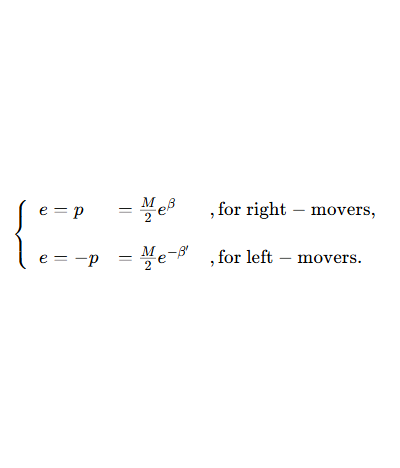 e = p = M/2 e^β , for right − movers,
e = −p = M/2 e^{−β′} , for left − movers.